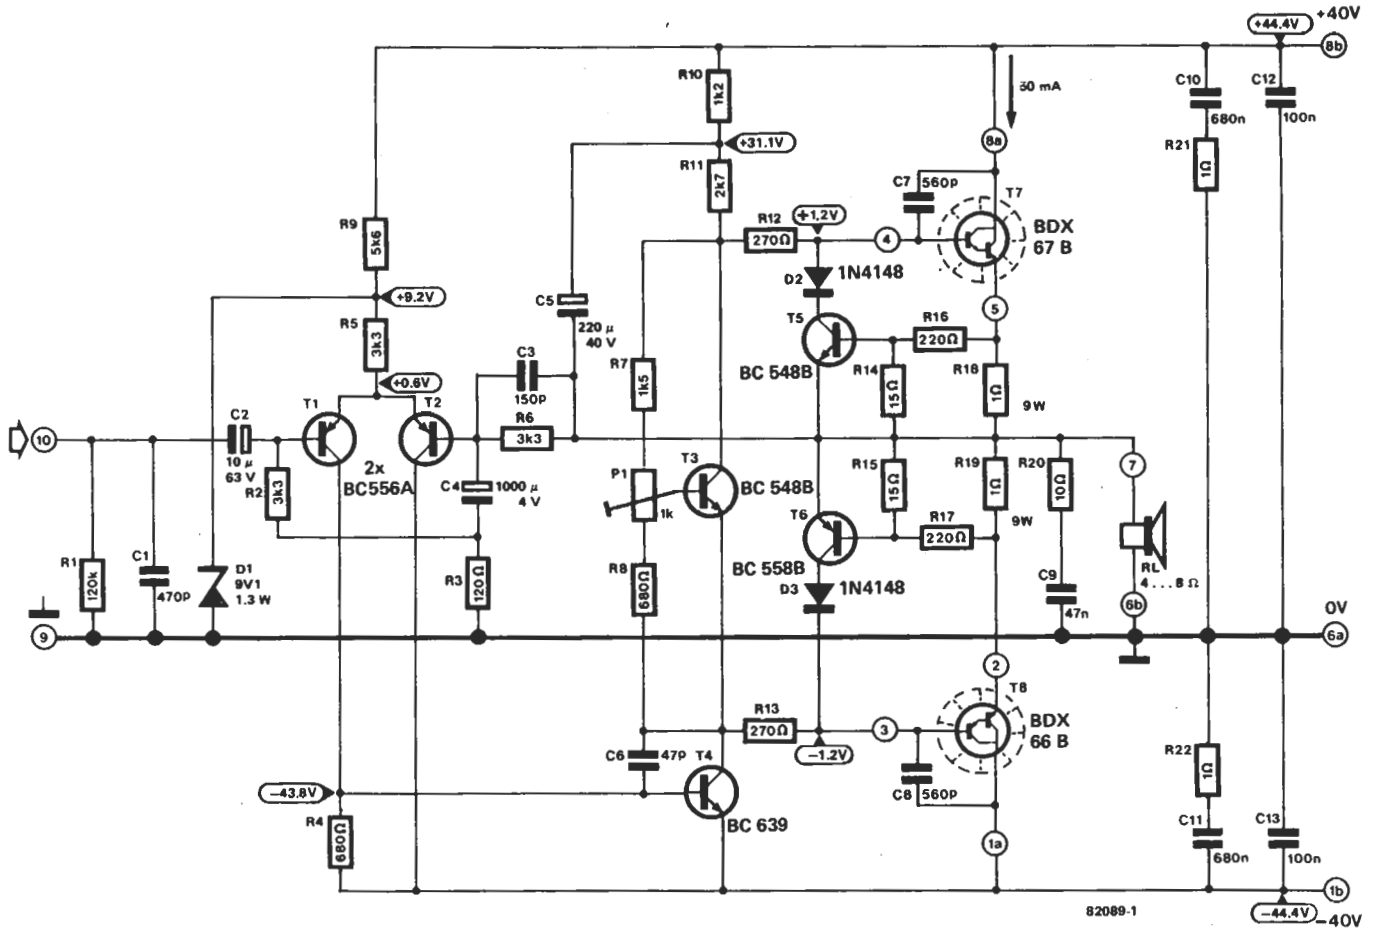 +40V
+44.4V
8b
R10
1k2
30 mA
C10
680n
C12
100n
8a
+31.1V
R11
2k7
R21
1Ω
C7
560p
T7
BDX
67 B
R9
5k6
R12
270Ω
+1,2V
4
+9.2V
D2
1N4148
C5
220 µ
40 V
5
R5
3k3
T5
R16
220Ω
BC 548B
C3
150p
R7
1k5
R14
15Ω
R18
1Ω
9W
+0.6V
T1
T2
R6
3k3
10
C2
10 µ
63 V
2x
BC556A
R2
3k3
C4
1000 µ
4 V
P1
1k
T3
BC 548B
R15
15Ω
R19
1Ω
9W
R20
10Ω
7
T6
R17
220Ω
BC 558B
R1
120k
C1
470p
D1
9V1
1.3 W
R3
120Ω
R8
680Ω
D3
1N4148
C9
47n
RL
4...8 Ω
6b
0V
6a
9
2
T8
BDX
66 B
R13
270Ω
3
−1.2V
C6
47p
T4
BC 639
C8
560p
R22
1Ω
−43.8V
R4
680Ω
C11
680n
C13
100n
1a
1b
82089-1
−44.4V
−40V